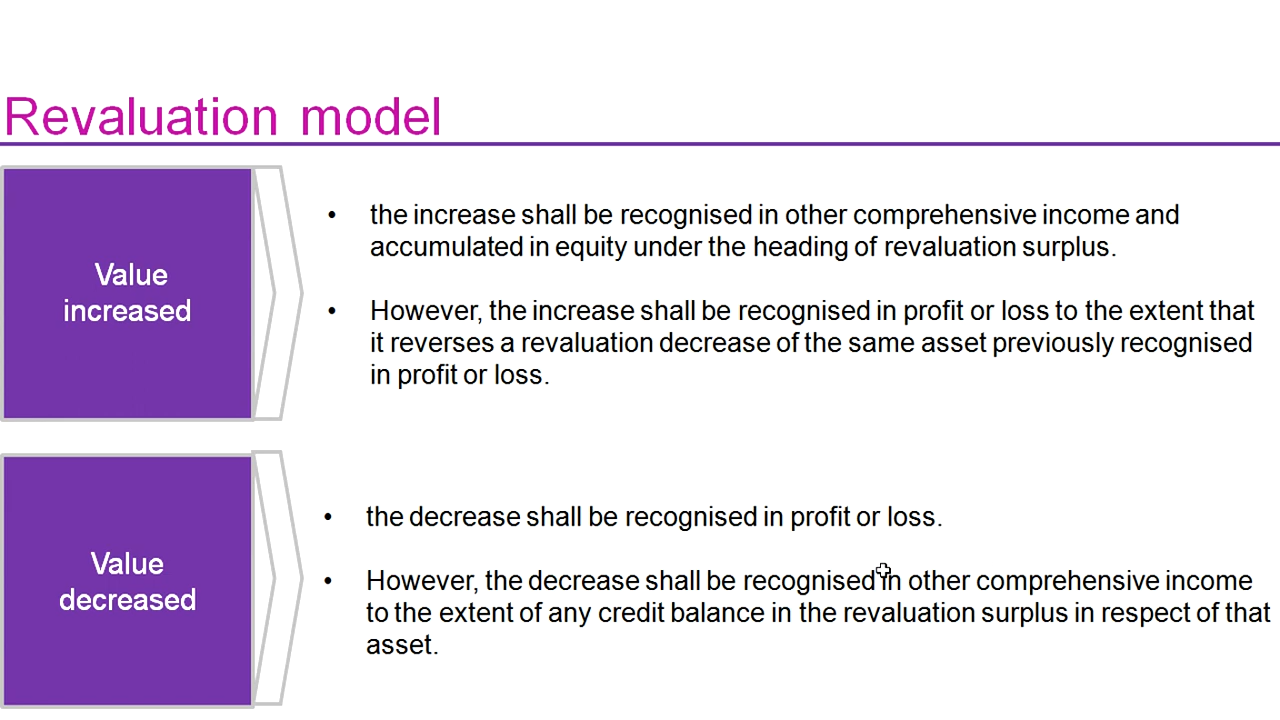 Revaluation model
Value
increased
• the increase shall be recognised in other comprehensive income and
accumulated in equity under the heading of revaluation surplus.
• However, the increase shall be recognised in profit or loss to the extent that
it reverses a revaluation decrease of the same asset previously recognised
in profit or loss.
Value
decreased
• the decrease shall be recognised in profit or loss.
• However, the decrease shall be recognised in other comprehensive income
to the extent of any credit balance in the revaluation surplus in respect of that
asset.